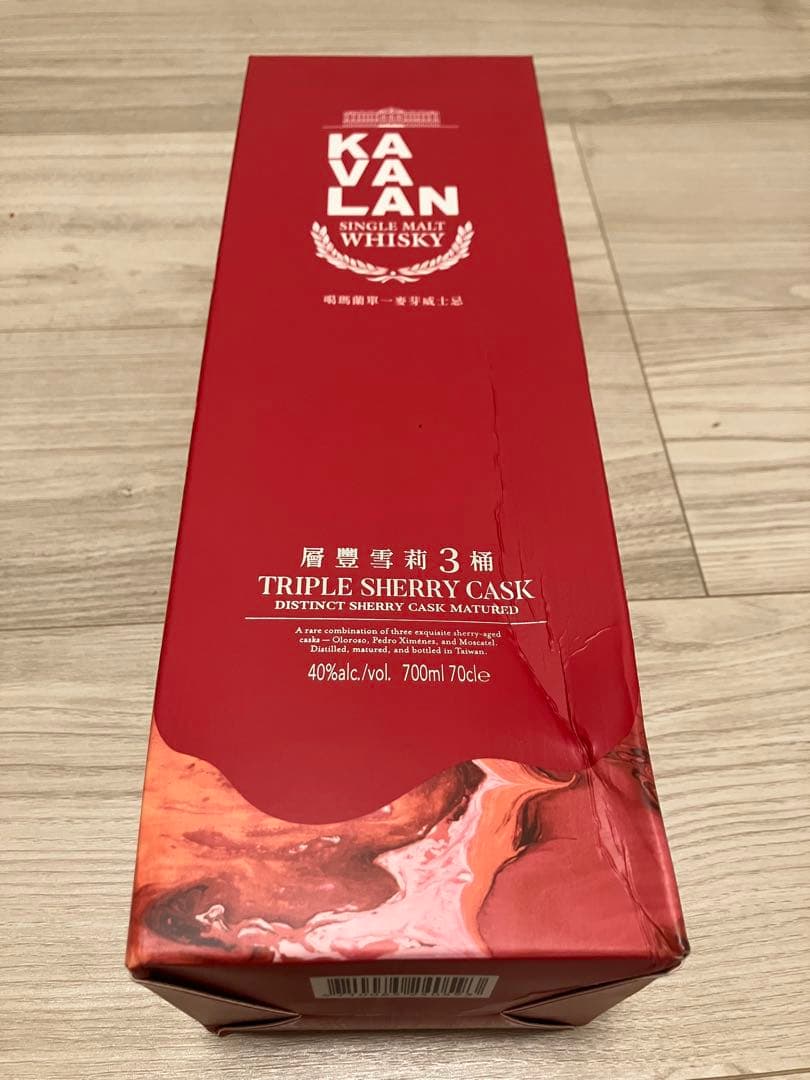 KA
VA
LAN
SINGLE MALT
WHISKY
噶瑪蘭單一麥芽威士忌
層豐雪莉3桶
TRIPLE SHERRY CASK
DISTINCT SHERRY CASK MATURED
A rare combination of three exquisite sherry-aged
casks — Oloroso, Pedro Ximénez, and Moscatel.
Distilled, matured, and bottled in Taiwan.
40%alc./vol. 700ml 70cle